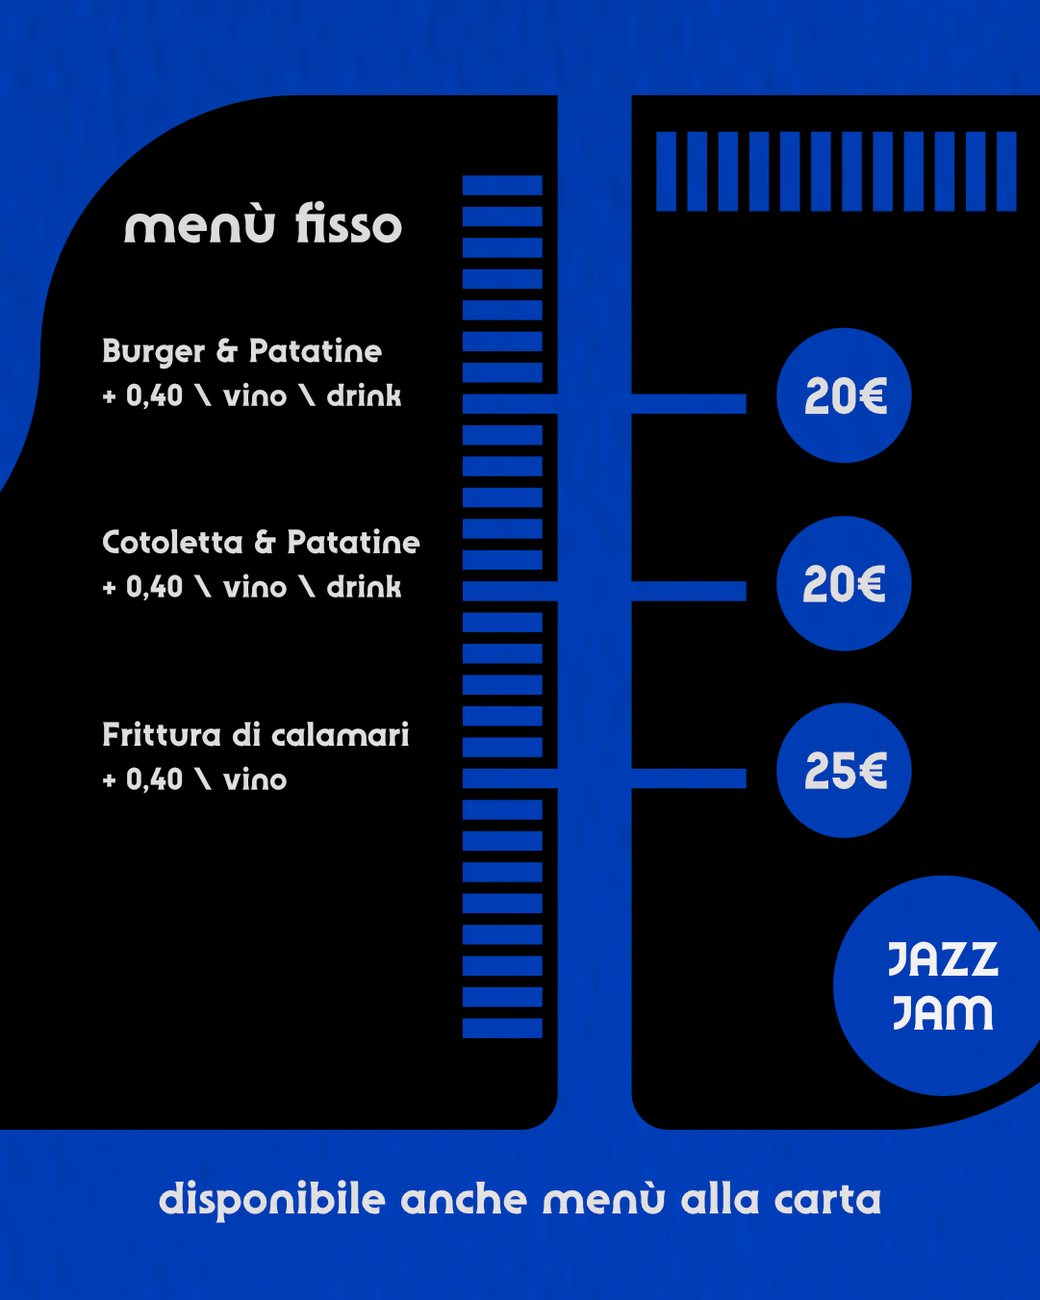 menù fisso
Burger & Patatine
+ 0,40 \ vino \ drink
20€
Cotoletta & Patatine
+ 0,40 \ vino \ drink
20€
Frittura di calamari
+ 0,40 \ vino
25€
JAZZ
JAM
disponibile anche menù alla carta